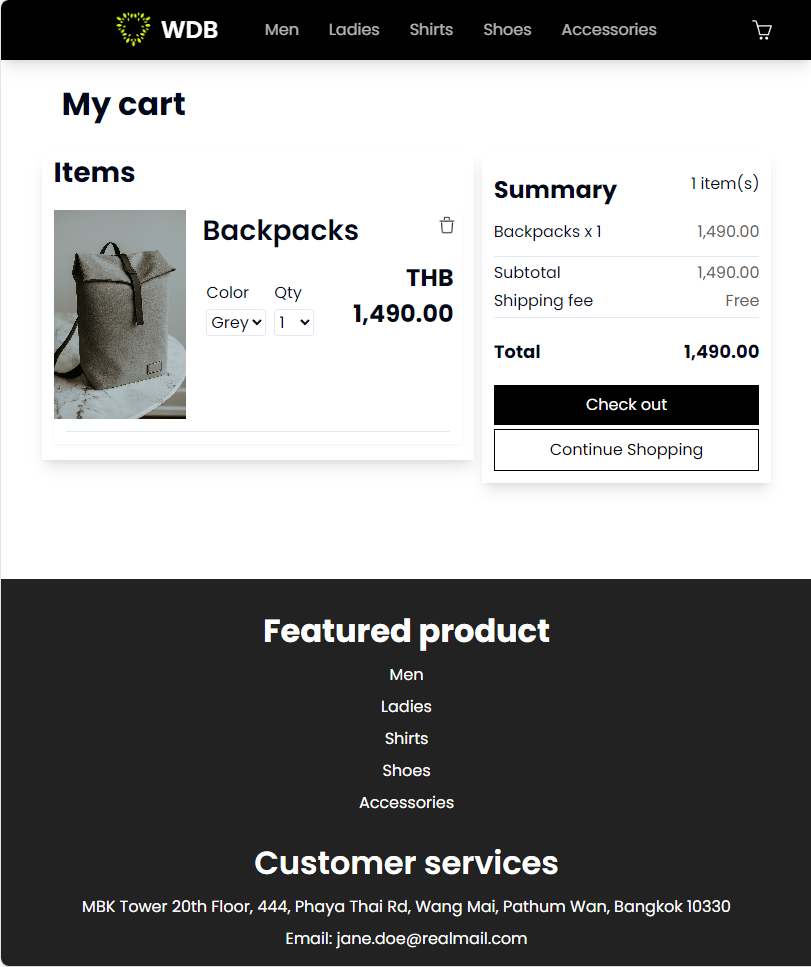 WDB Men Ladies Shirts Shoes Accessories
My cart
Items
Backpacks
Color Qty
Grey 1
THB
1,490.00
Summary 1 item(s)
Backpacks x 1 1,490.00
Subtotal 1,490.00
Shipping fee Free
Total 1,490.00
Check out
Continue Shopping
Featured product
Men
Ladies
Shirts
Shoes
Accessories
Customer services
MBK Tower 20th Floor, 444, Phaya Thai Rd, Wang Mai, Pathum Wan, Bangkok 10330
Email: jane.doe@realmail.com